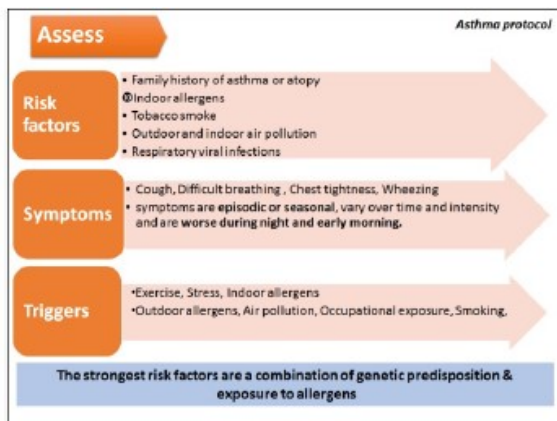 Assess
Asthma protocol
Risk
factors
• Family history of asthma or atopy
Indoor allergens
• Tobacco smoke
• Outdoor and indoor air pollution
• Respiratory viral infections
Symptoms
• Cough, Difficult breathing , Chest tightness, Wheezing
• symptoms are episodic or seasonal, vary over time and intensity
and are worse during night and early morning.
Triggers
•Exercise, Stress, Indoor allergens
•Outdoor allergens, Air pollution, Occupational exposure, Smoking,
The strongest risk factors are a combination of genetic predisposition &
exposure to allergens